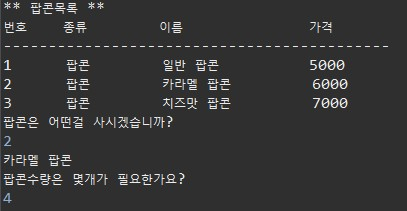 ** 팝콘목록 **
번호 종류 이름 가격
------------------------------------------
1 팝콘 일반 팝콘 5000
2 팝콘 카라멜 팝콘 6000
3 팝콘 치즈맛 팝콘 7000
팝콘은 어떤걸 사시겠습니까?
2
카라멜 팝콘
팝콘수량은 몇개가 필요한가요?
4